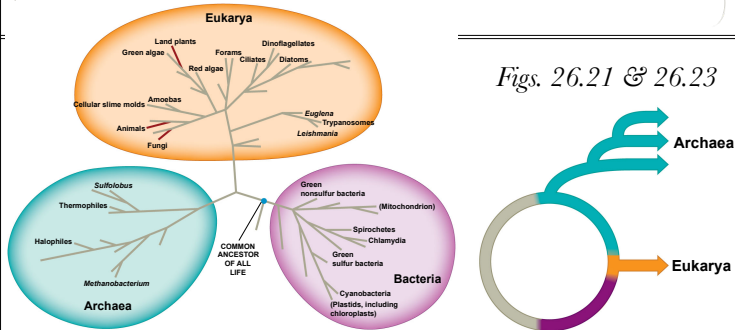 Eukarya
Land plants
Green algae
Red algae
Forams
Ciliates
Dinoflagellates
Diatoms
Cellular slime molds
Amoebas
Animals
Fungi
Euglena
Trypanosomes
Leishmania
Sulfolobus
Thermophiles
Halophiles
Methanobacterium
Archaea
COMMON
ANCESTOR
OF ALL
LIFE
Green
nonsulfur bacteria
(Mitochondrion)
Spirochetes
Chlamydia
Green
sulfur bacteria
Bacteria
Cyanobacteria
(Plastids, including
chloroplasts)
Figs. 26.21 & 26.23
Archaea
Eukarya